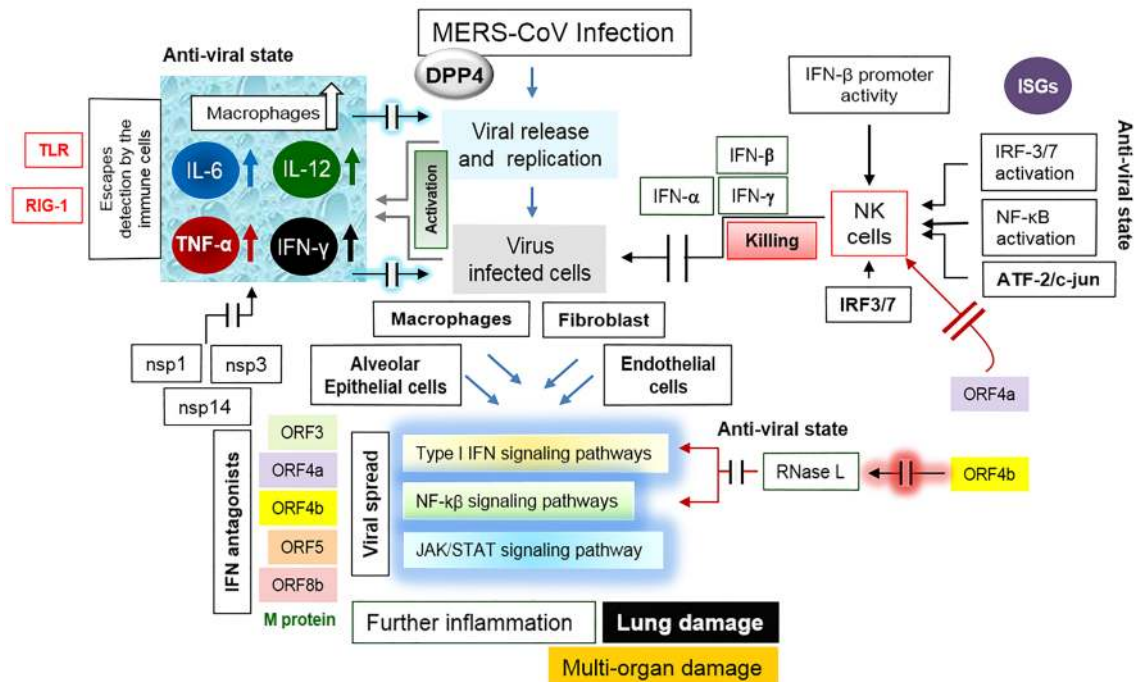 MERS-CoV Infection
DPP4
Anti-viral state
Macrophages
IL-6
IL-12
TNF-α
IFN-γ
Escapes
detection by the
immune cells
TLR
RIG-1
Viral release
and replication
Activation
Virus
infected cells
IFN-β
IFN-α
IFN-γ
Killing
IFN-β promoter
activity
ISGs
NK
cells
IRF3/7
IRF-3/7
activation
NF-κB
activation
ATF-2/c-jun
Anti-viral state
ORF4a
nsp1
nsp3
nsp14
Macrophages
Fibroblast
Alveolar
Epithelial cells
Endothelial
cells
IFN antagonists
ORF3
ORF4a
ORF4b
ORF5
ORF8b
M protein
Viral spread
Type I IFN signaling pathways
NF-kβ signaling pathways
JAK/STAT signaling pathway
Anti-viral state
RNase L
ORF4b
Further inflammation
Lung damage
Multi-organ damage